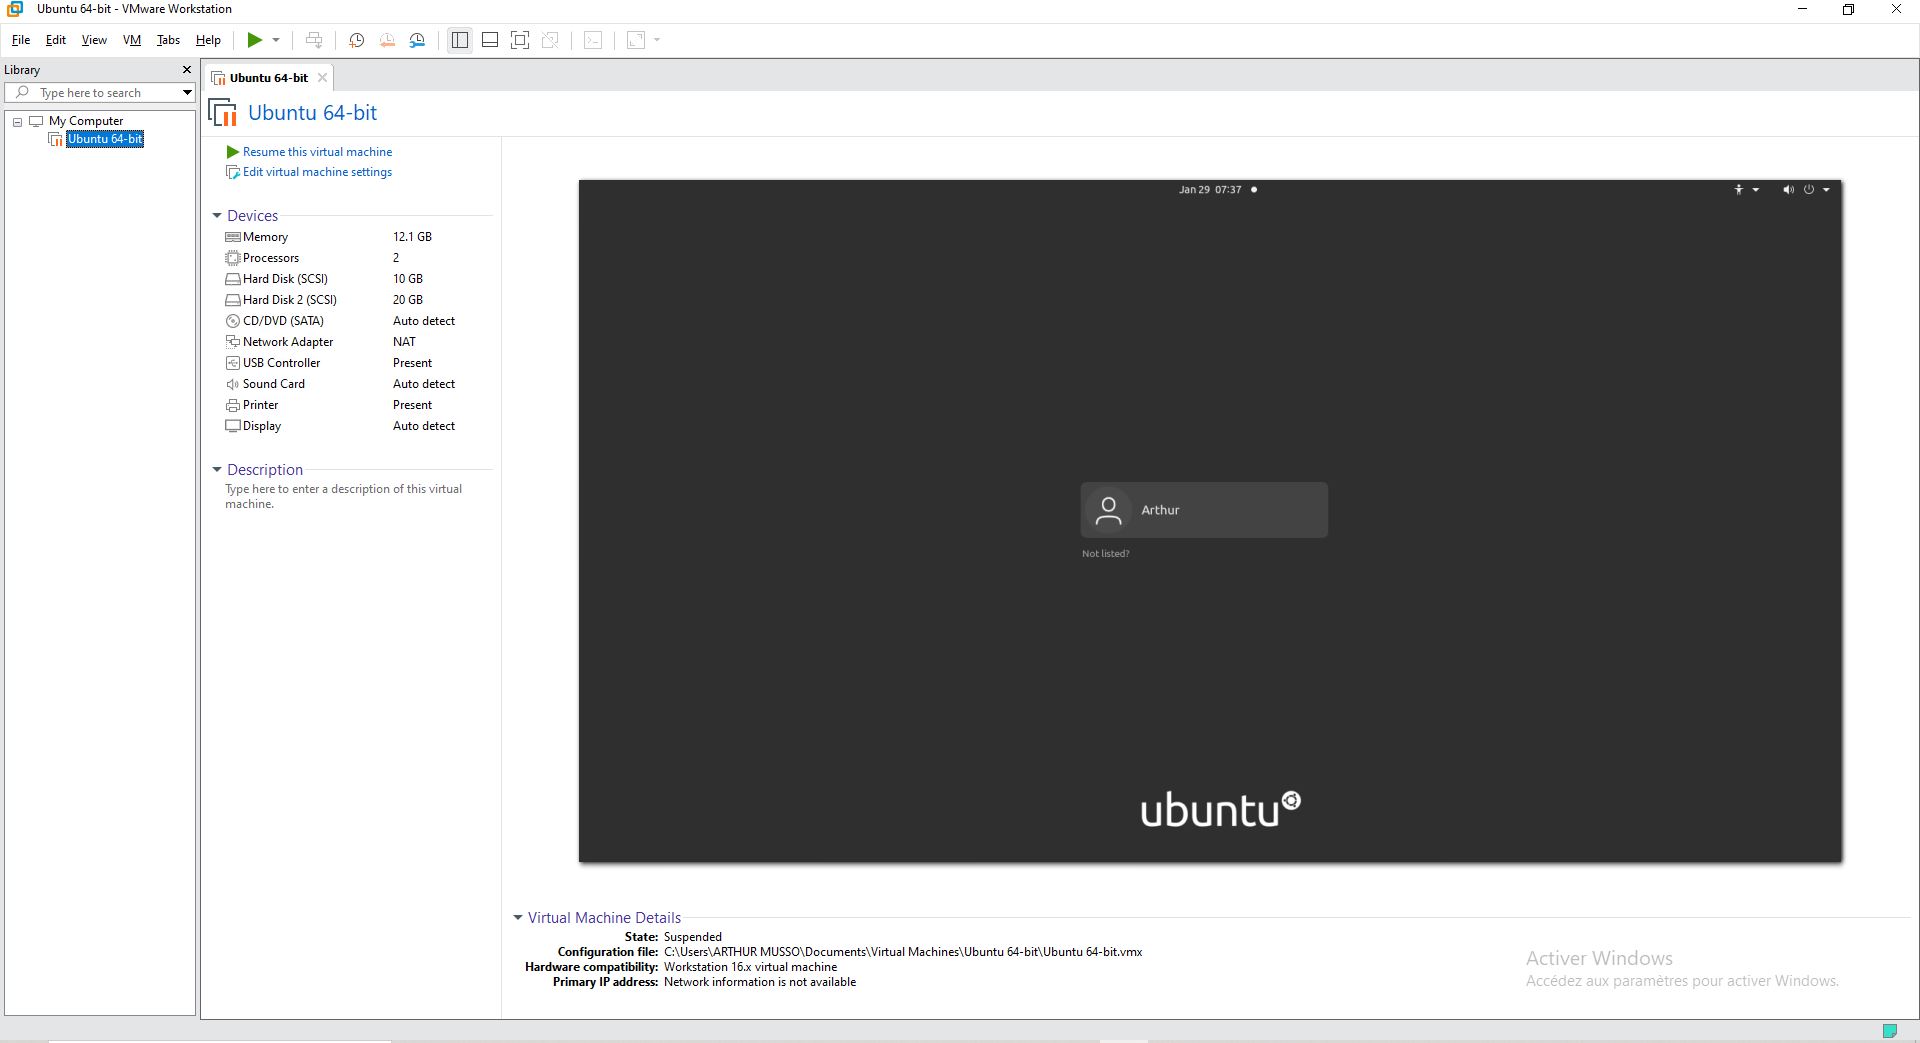 Ubuntu 64-bit - VMware Workstation
File Edit View VM Tabs Help
Library
Type here to search
My Computer
Ubuntu 64-bit
Ubuntu 64-bit
Ubuntu 64-bit
Resume this virtual machine
Edit virtual machine settings
Devices
Memory 12.1 GB
Processors 2
Hard Disk (SCSI) 10 GB
Hard Disk 2 (SCSI) 20 GB
CD/DVD (SATA) Auto detect
Network Adapter NAT
USB Controller Present
Sound Card Auto detect
Printer Present
Display Auto detect
Description
Type here to enter a description of this virtual
machine.
Jan 29 07:37
Arthur
Not listed?
ubuntu
Virtual Machine Details
State: Suspended
Configuration file: C:\Users\ARTHUR MUSSO\Documents\Virtual Machines\Ubuntu 64-bit\Ubuntu 64-bit.vmx
Hardware compatibility: Workstation 16.x virtual machine
Primary IP address: Network information is not available
Activer Windows
Accédez aux paramètres pour activer Windows.